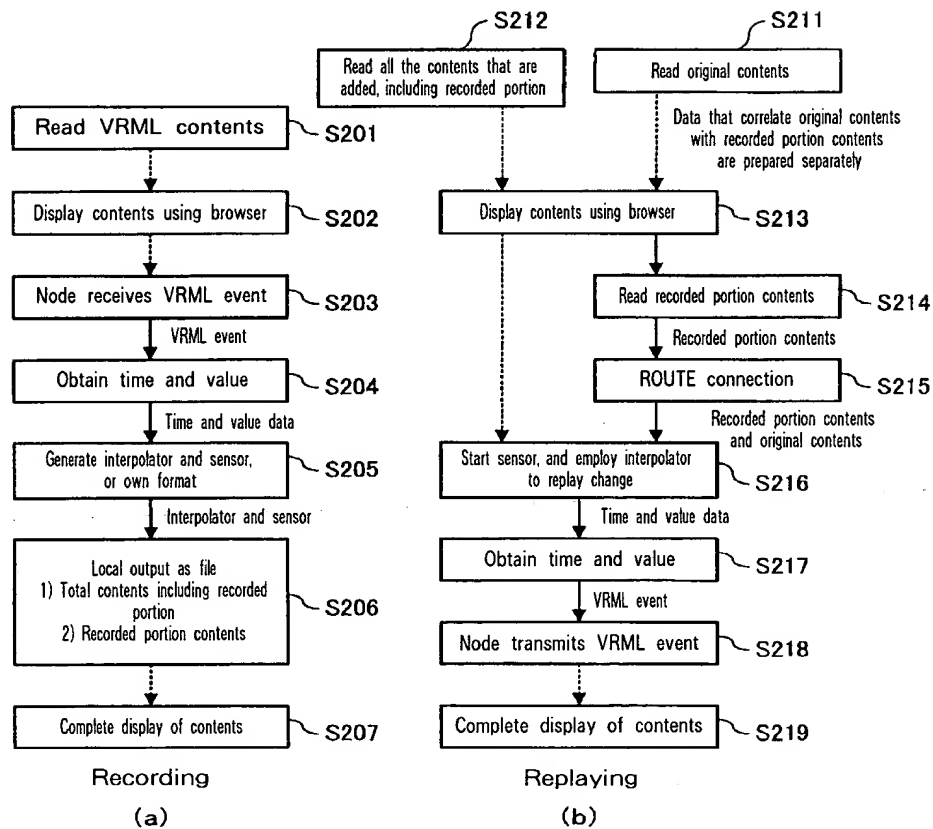 S212
S211
Read all the contents that are
added, including recorded portion
Read original contents
Read VRML contents
S201
Data that correlate original contents
with recorded portion contents
are prepared separately
Display contents using browser
S202
Display contents using browser
S213
Node receives VRML event
S203
Read recorded portion contents
S214
VRML event
Recorded portion contents
Obtain time and value
S204
ROUTE connection
S215
Time and value data
Recorded portion contents
and original contents
Generate interpolator and sensor,
or own format
S205
Start sensor, and employ interpolator
to replay change
S216
Interpolator and sensor
Time and value data
Local output as file
1) Total contents including recorded
portion
2) Recorded portion contents
S206
Obtain time and value
S217
VRML event
Node transmits VRML event
S218
Complete display of contents
S207
Complete display of contents
S219
Recording
(a)
Replaying
(b)